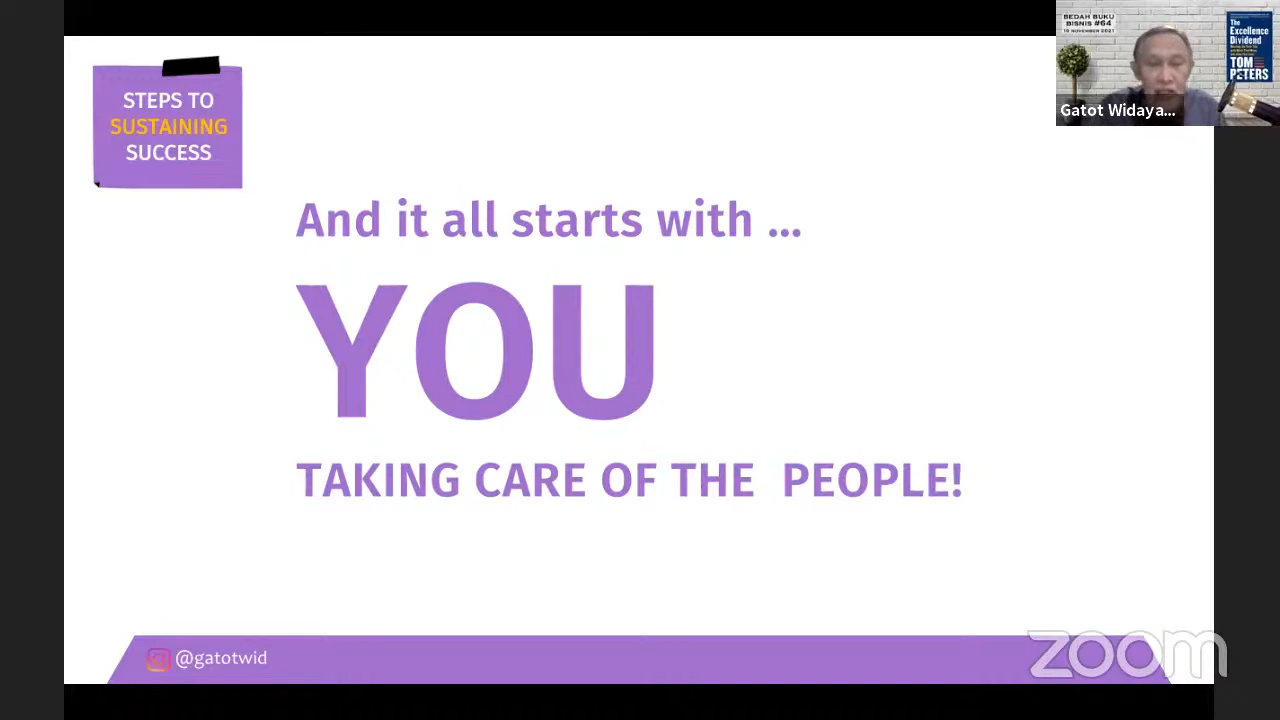 STEPS TO
SUSTAINING
SUCCESS
And it all starts with ...
YOU
TAKING CARE OF THE PEOPLE!
@gatotwid
zoom
BEDAH BUKU
BISNIS #64
The
Excellence
Dividend
TOM
PETERS
Gatot Widaya...